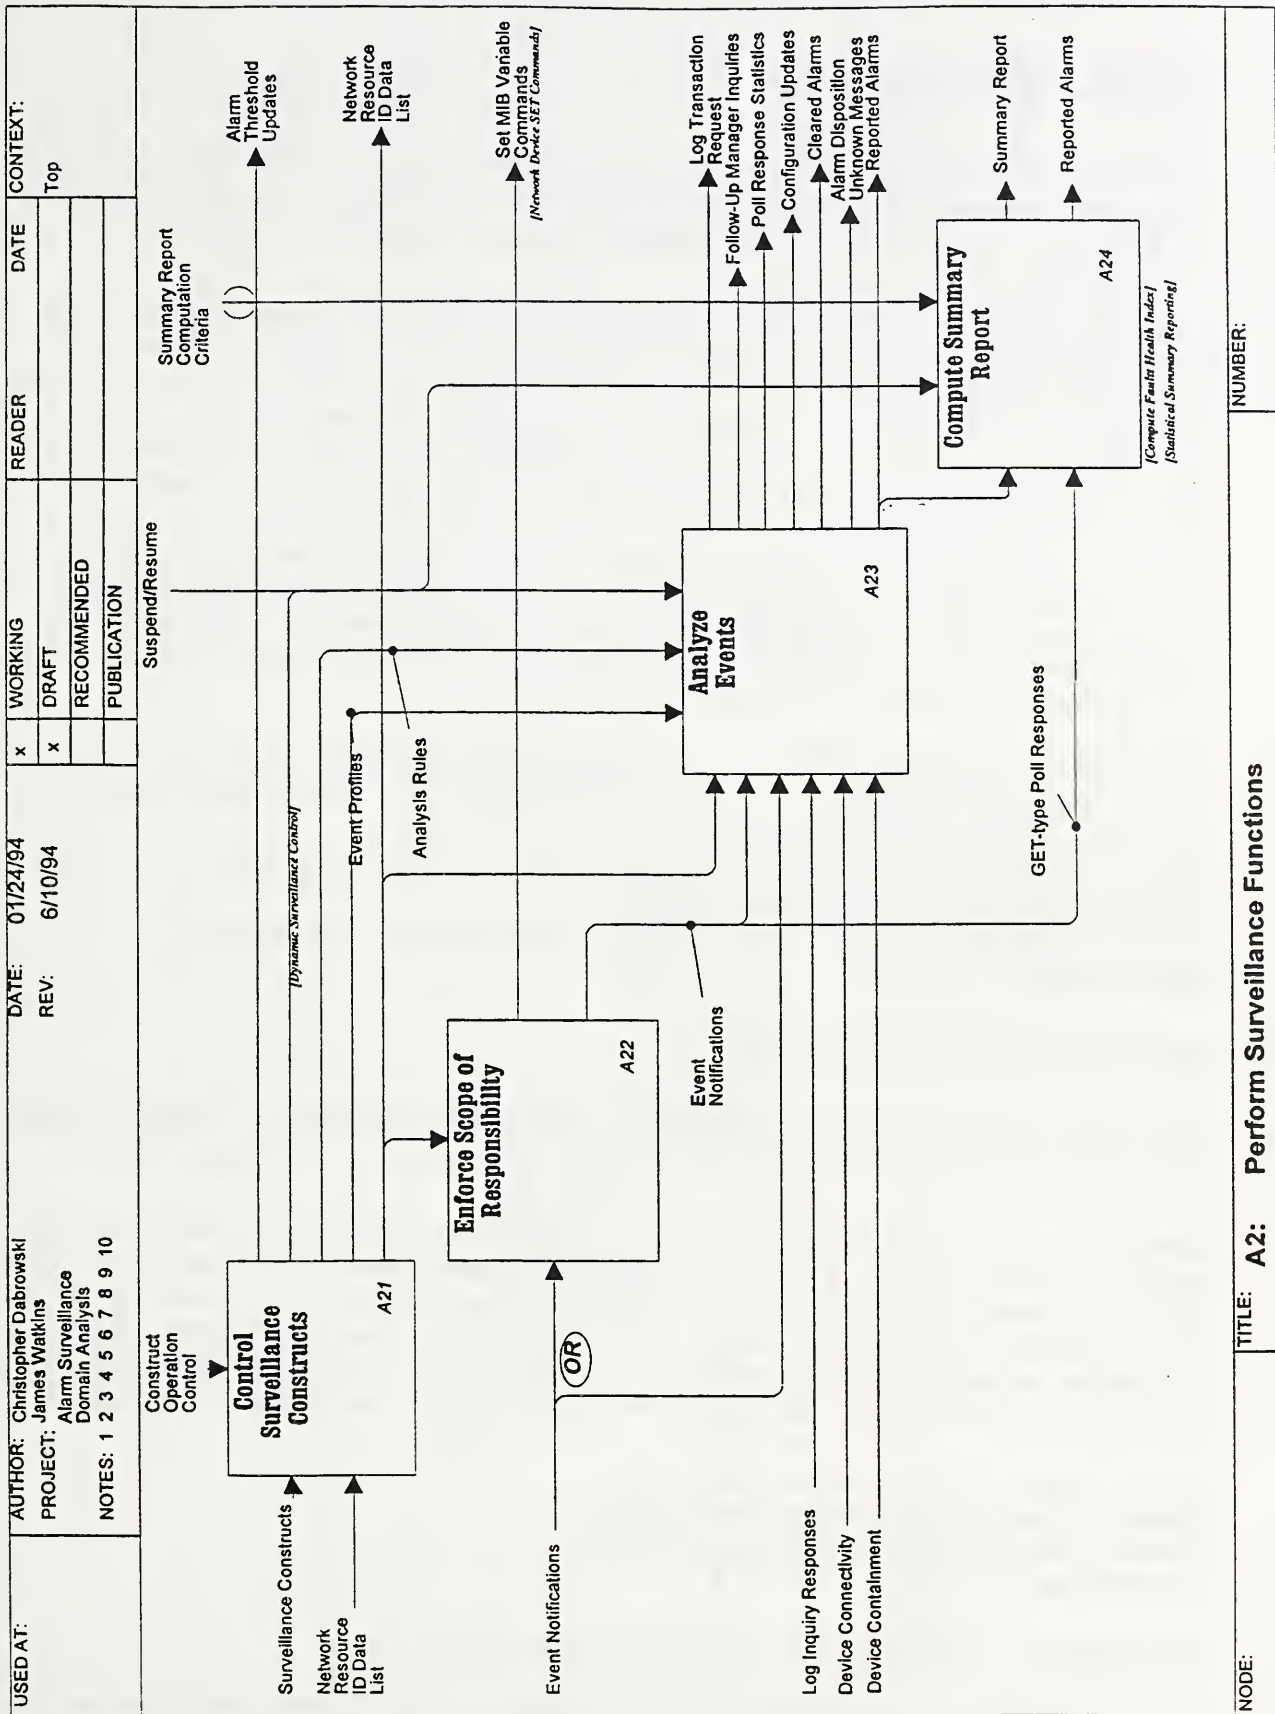 USED AT:
AUTHOR: Christopher Dabrowski
James Watkins
PROJECT:
Alarm Surveillance
Domain Analysis
NOTES: 1 2 3 4 5 6 7 8 9 10
DATE: 01/24/94
REV: 6/10/94
x WORKING
x DRAFT
RECOMMENDED
PUBLICATION
READER DATE
CONTEXT:
Top
Construct
Operation
Control
Suspend/Resume
Summary Report
Computation
Criteria
Alarm
Threshold
Updates
Surveillance Constructs
Network
Resource
ID Data
List
Control
Surveillance
Constructs
A21
[Dynamic Surveillance Control]
Event Profiles
Analysis Rules
Network
Resource
ID Data
List
Set MIB Variable
Commands
[Network Device SET Commands]
Event Notifications
OR
Enforce Scope of
Responsibility
A22
Event
Notifications
Log Inquiry Responses
Device Connectivity
Device Containment
Analyze
Events
A23
Log Transaction
Request
Follow-Up Manager Inquiries
Poll Response Statistics
Configuration Updates
Cleared Alarms
Alarm Disposition
Unknown Messages
Reported Alarms
GET-type Poll Responses
Compute Summary
Report
A24
[Compute Faults Health Index]
[Statistical Summary Reporting]
Summary Report
Reported Alarms
NODE:
TITLE: A2: Perform Surveillance Functions
NUMBER: